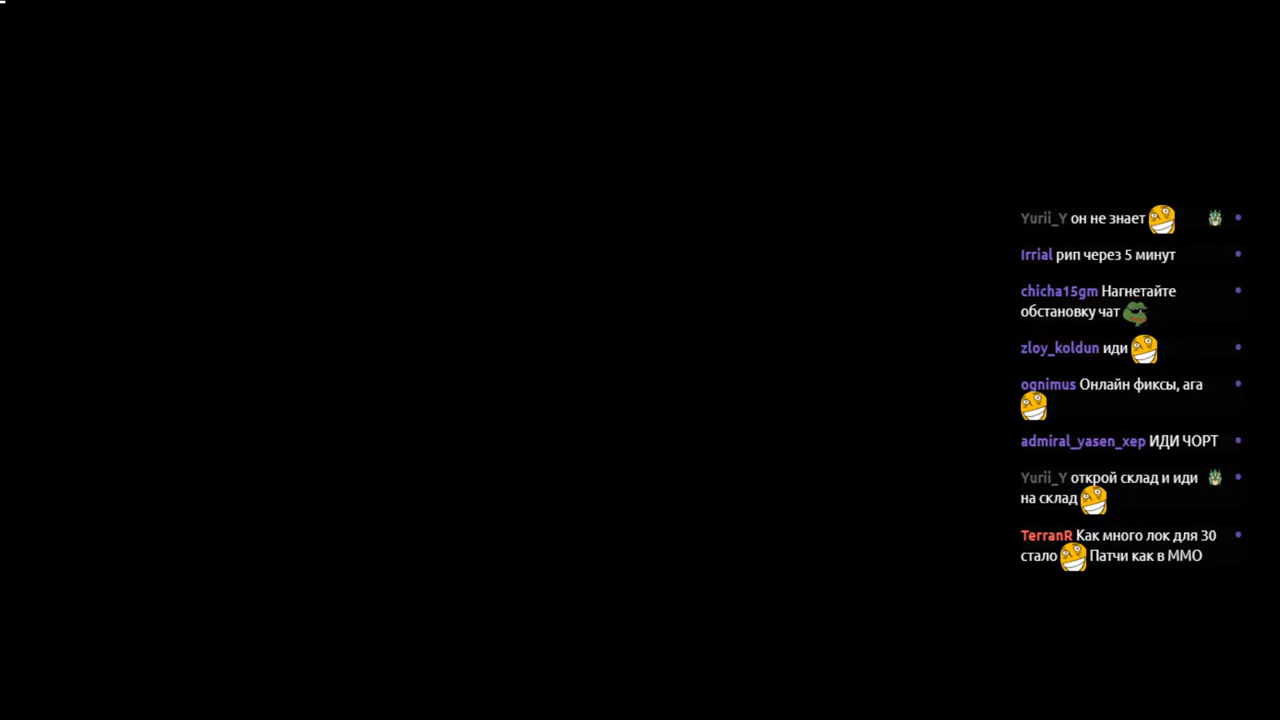 Yurii_Y он не знает
Irrial рип через 5 минут
chicha15gm Нагнетайте
обстановку чат
zloy_koldun иди
ognimus Онлайн фиксы, ага
admiral_yasen_xep ИДИ ЧОРТ
Yurii_Y открой склад и иди
на склад
TerranR Как много лок для 30
стало Патчи как в ММО